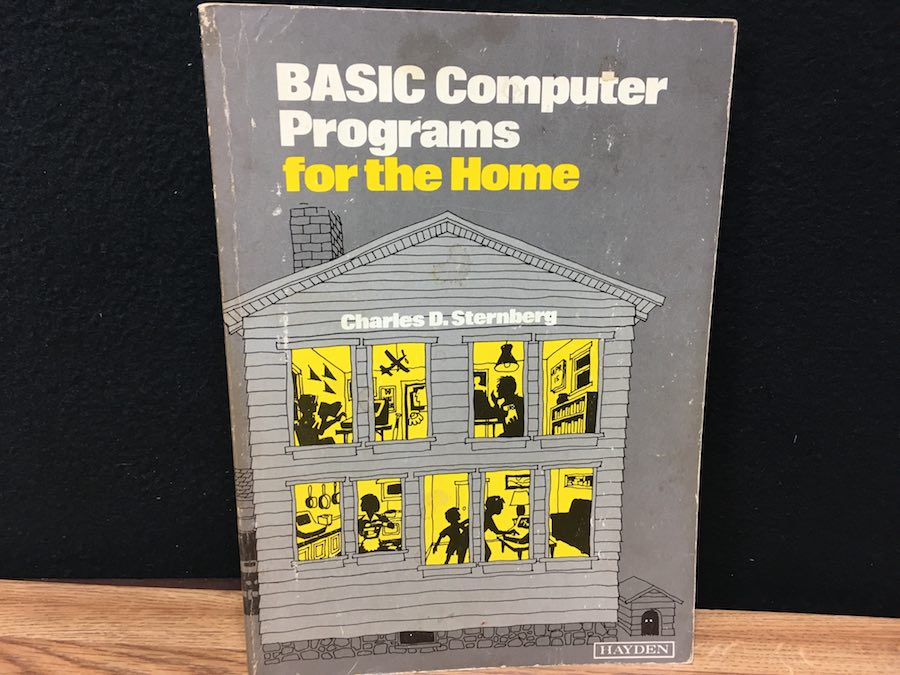 BASIC Computer
Programs
for the Home
Charles D. Sternberg
HAYDEN